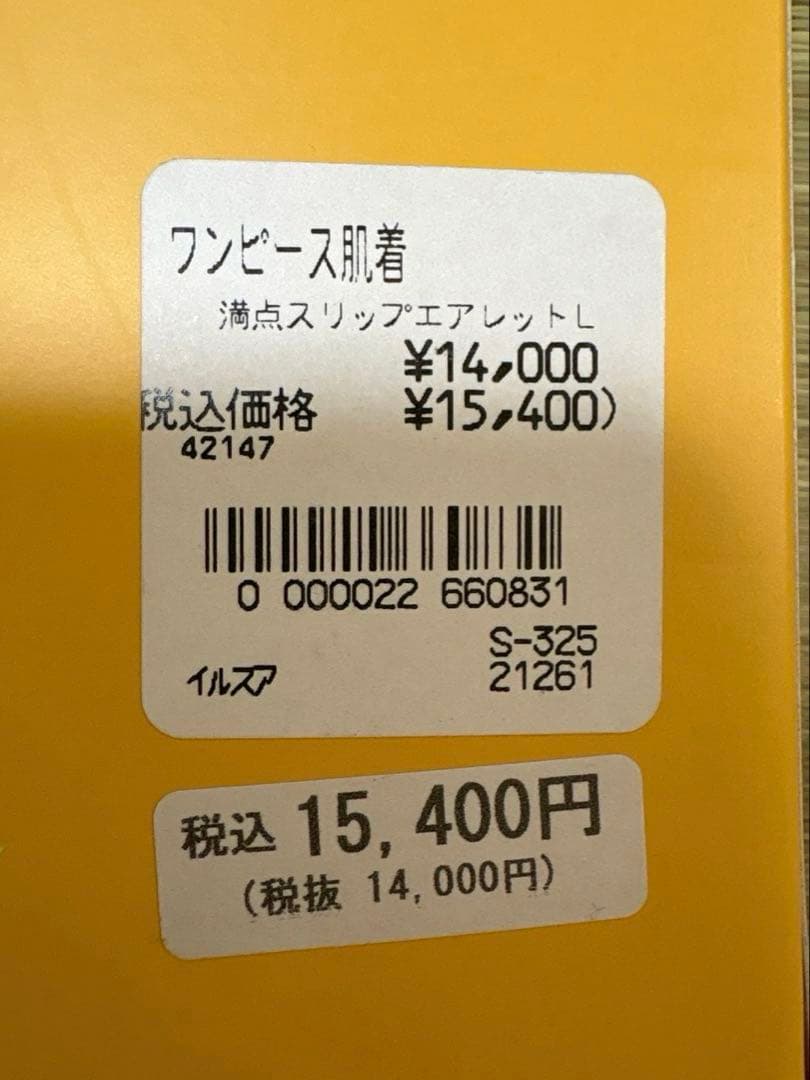 ワンピース肌着
満点スリップエアレットL
¥14,000
税込価格 ¥15,400)
42147
0 000022 660831
S-325
イルスア 21261
税込 15,400円
(税抜 14,000円)